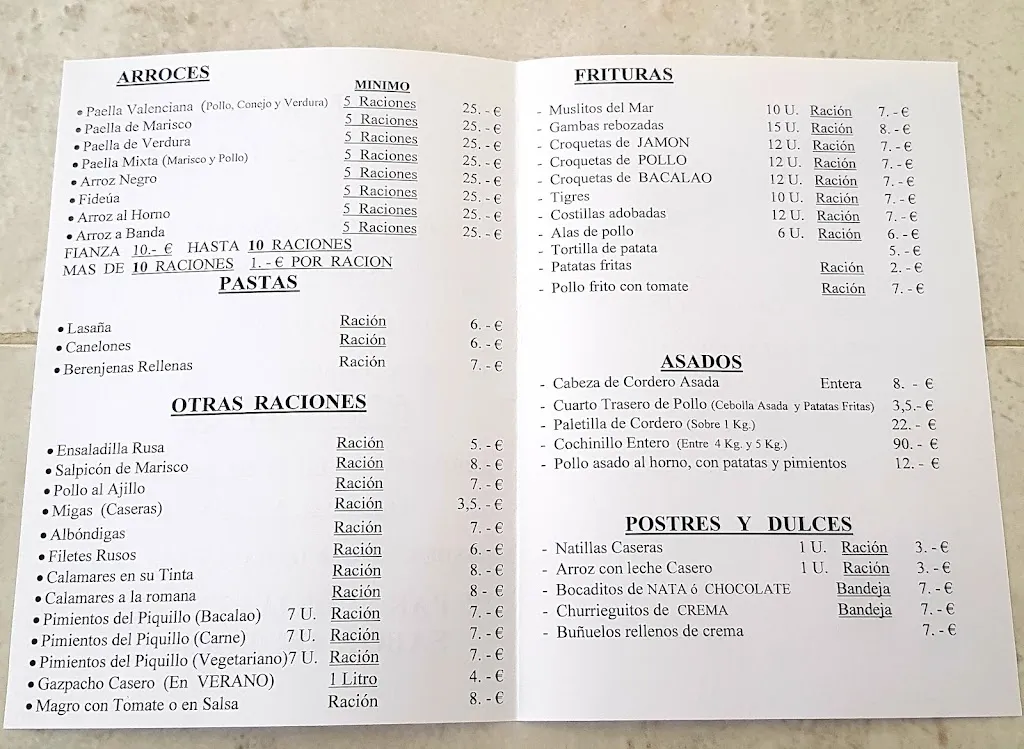 ARROCES
MINIMO
• Paella Valenciana (Pollo, Conejo y Verdura) 5 Raciones 25. - €
• Paella de Marisco 5 Raciones 25. - €
• Paella de Verdura 5 Raciones 25. - €
• Paella Mixta (Marisco y Pollo) 5 Raciones 25. - €
• Arroz Negro 5 Raciones 25. - €
• Fideúa 5 Raciones 25. - €
• Arroz al Horno 5 Raciones 25. - €
• Arroz a Banda 5 Raciones 25. - €
FIANZA 10.- € HASTA 10 RACIONES
MAS DE 10 RACIONES 1. - € POR RACION
PASTAS
• Lasaña Ración 6. - €
• Canelones Ración 6. - €
• Berenjenas Rellenas Ración 7. - €
OTRAS RACIONES
• Ensaladilla Rusa Ración 5. - €
• Salpicón de Marisco Ración 8. - €
• Pollo al Ajillo Ración 7. - €
• Migas (Caseras) Ración 3,5. - €
• Albóndigas Ración 7. - €
• Filetes Rusos Ración 6. - €
• Calamares en su Tinta Ración 8. - €
• Calamares a la romana Ración 8 - €
• Pimientos del Piquillo (Bacalao) 7 U. Ración 7. - €
• Pimientos del Piquillo (Carne) 7 U. Ración 7. - €
• Pimientos del Piquillo (Vegetariano) 7 U. Ración 7. - €
• Gazpacho Casero (En VERANO) 1 Litro 4. - €
• Magro con Tomate o en Salsa Ración 8. - €
FRITURAS
- Muslitos del Mar 10 U. Ración 7. - €
- Gambas rebozadas 15 U. Ración 8. - €
- Croquetas de JAMON 12 U. Ración 7. - €
- Croquetas de POLLO 12 U. Ración 7. - €
- Croquetas de BACALAO 12 U. Ración 7. - €
- Tigres 10 U. Ración 7. - €
- Costillas adobadas 12 U. Ración 7. - €
- Alas de pollo 6 U. Ración 6. - €
- Tortilla de patata 5. - €
- Patatas fritas Ración 2. - €
- Pollo frito con tomate Ración 7. - €
ASADOS
- Cabeza de Cordero Asada Entera 8. - €
- Cuarto Trasero de Pollo (Cebolla Asada y Patatas Fritas) 3,5.- €
- Paletilla de Cordero (Sobre 1 Kg.) 22. - €
- Cochinillo Entero (Entre 4 Kg. y 5 Kg.) 90. - €
- Pollo asado al horno, con patatas y pimientos 12. - €
POSTRES Y DULCES
- Natillas Caseras 1 U. Ración 3. - €
- Arroz con leche Casero 1 U. Ración 3. - €
- Bocaditos de NATA ó CHOCOLATE Bandeja 7. - €
- Churrieguitos de CREMA Bandeja 7. - €
- Buñuelos rellenos de crema 7. - €